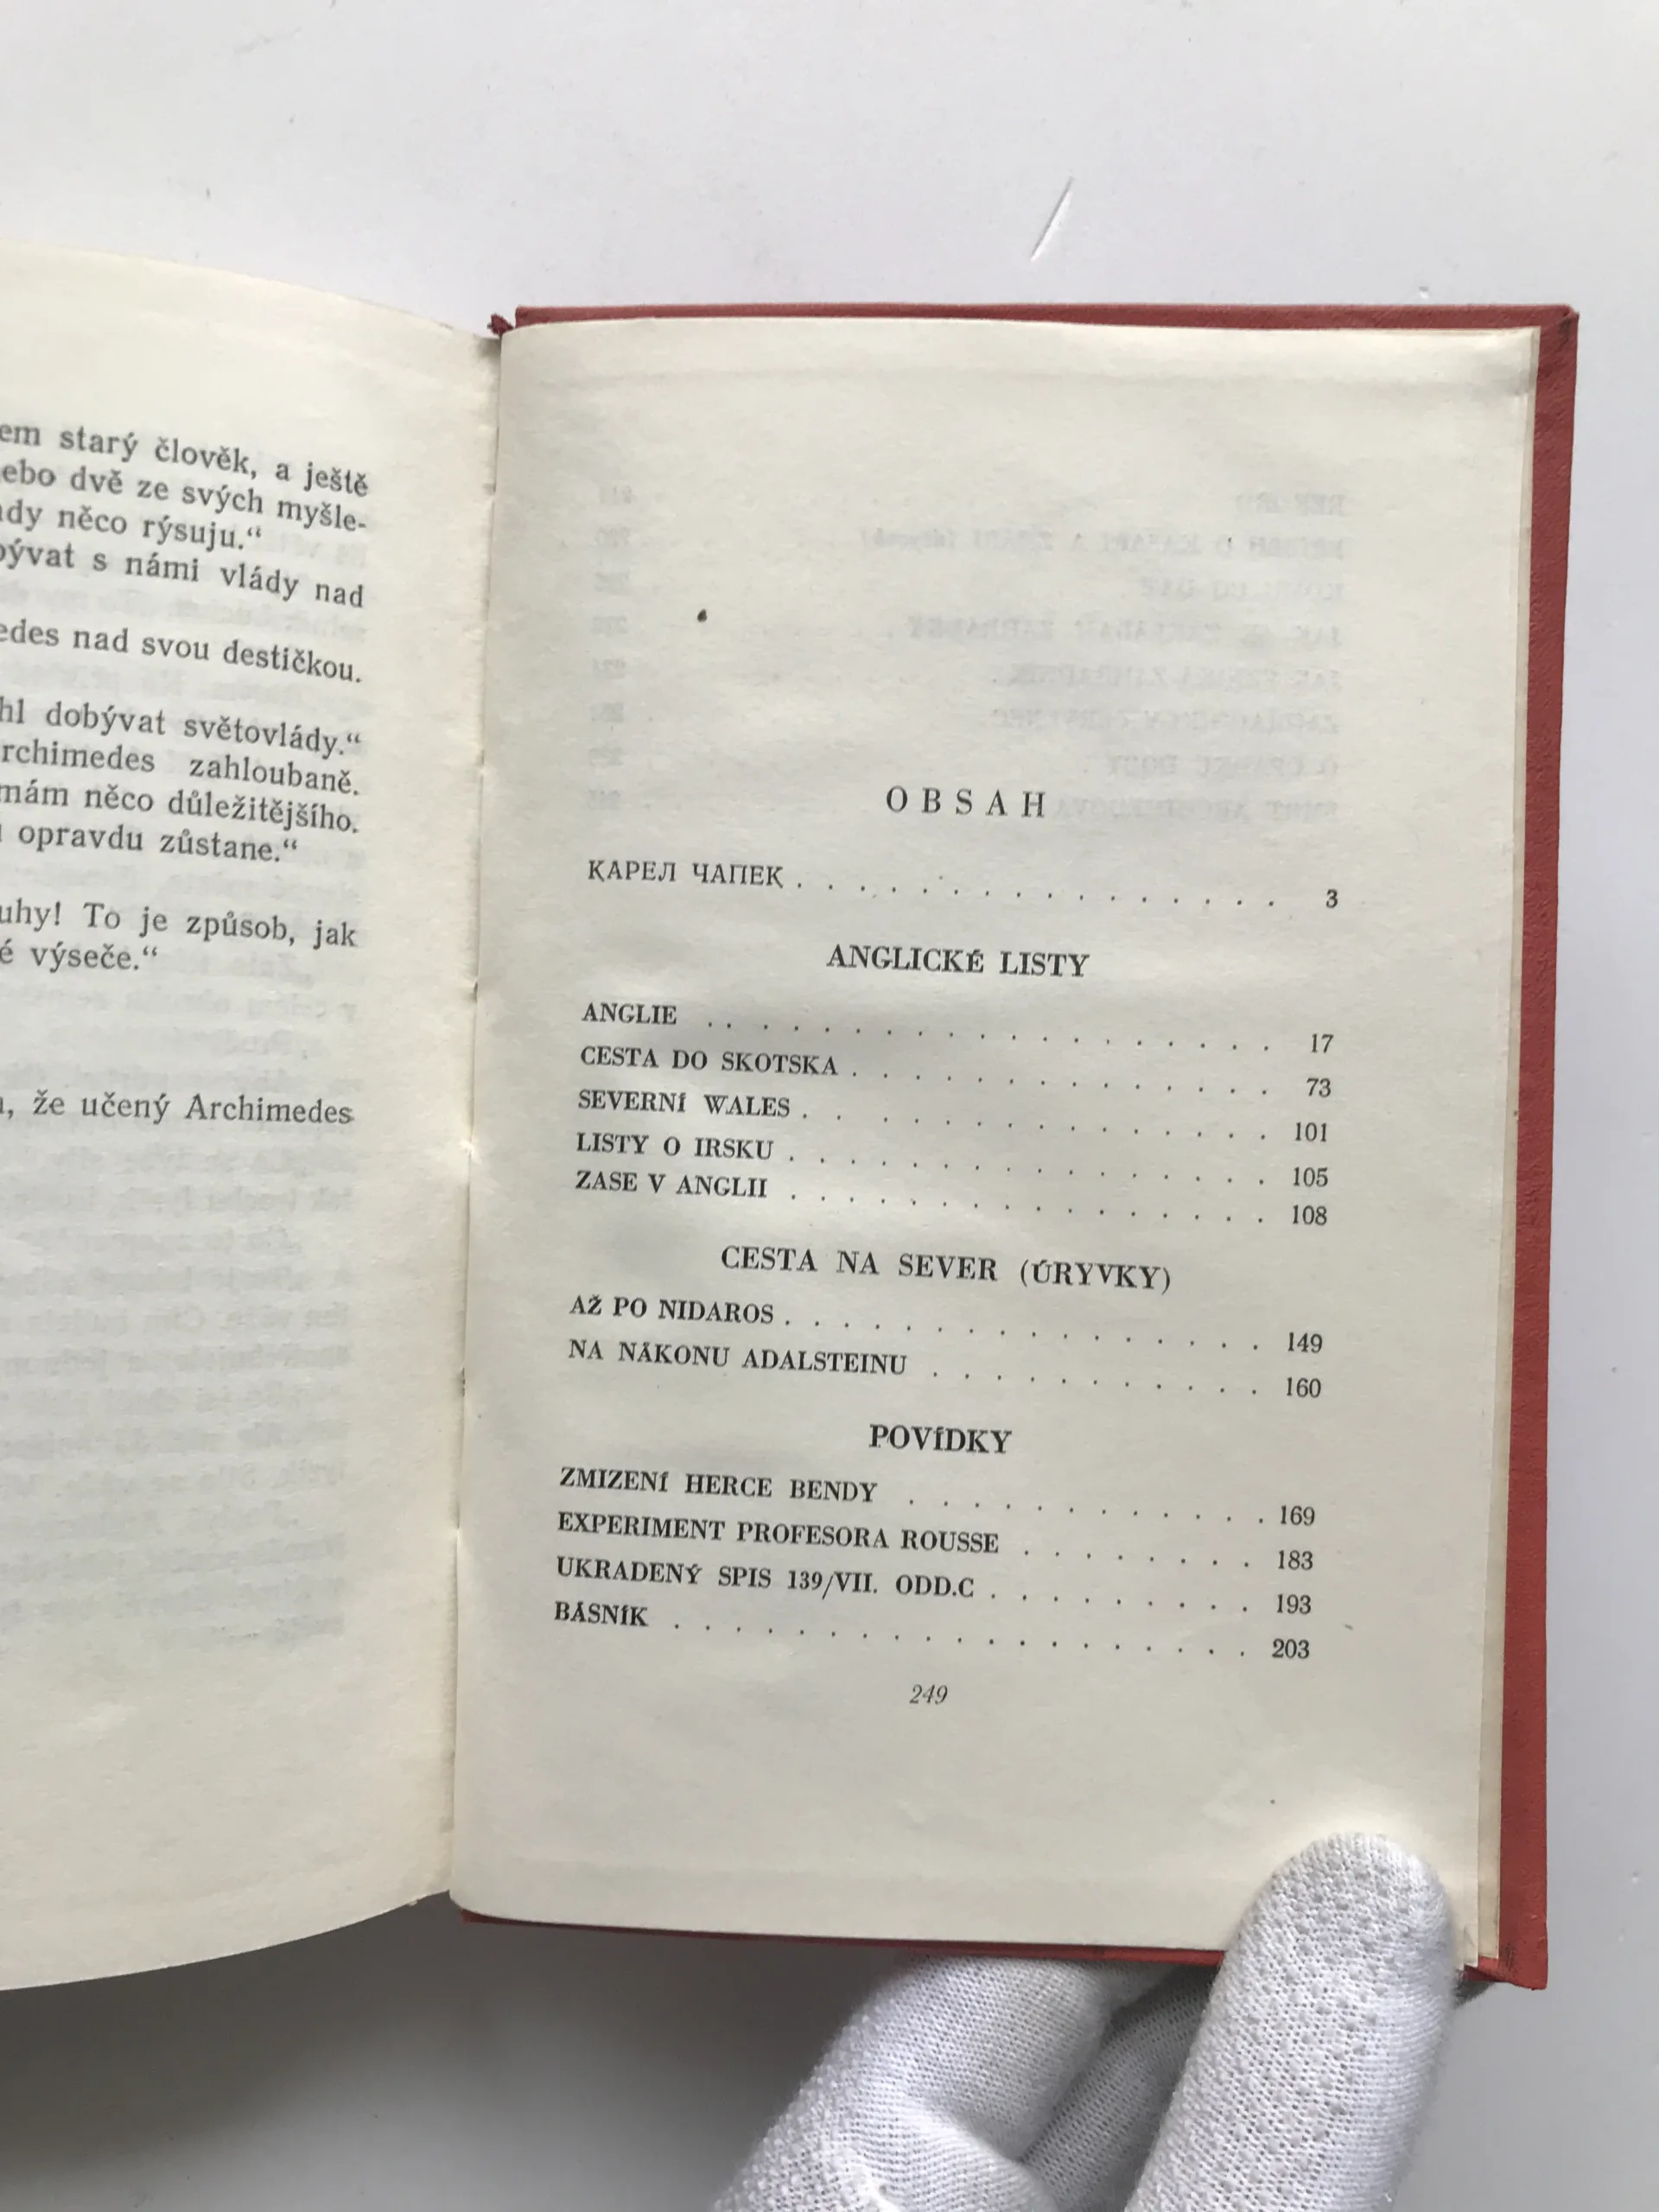 em starý člověk, a ještě
ebo dvě ze svých myšle-
dy něco rýsuju.“
bývat s námi vlády nad
edes nad svou destičkou.
hl dobývat světovlády.“
rchimedes zahloubaně.
mám něco důležitějšího.
opravdu zůstane.“
uhy! To je způsob, jak
é výseče.“
, že učený Archimedes
OBSAH
КАРЕЛ ЧАПЕК . . . . . . . . . . . . . . . . 3
ANGLICKÉ LISTY
ANGLIE . . . . . . . . . . . . . . . . . . . 17
CESTA DO SKOTSKA . . . . . . . . . . . . . . 73
SEVERNÍ WALES . . . . . . . . . . . . . . . 101
LISTY O IRSKU . . . . . . . . . . . . . . . . 105
ZASE V ANGLII . . . . . . . . . . . . . . . . 108
CESTA NA SEVER (ÚRYVKY)
AŽ PO NIDAROS . . . . . . . . . . . . . . . . 149
NA NÁKONU ADALSTEINU . . . . . . . . . . . 160
POVÍDKY
ZMIZENÍ HERCE BENDY . . . . . . . . . . . . 169
EXPERIMENT PROFESORA ROUSSE . . . . . . . . 183
UKRADENÝ SPIS 139/VII. ODD.C . . . . . . . . . 193
BÁSNÍK . . . . . . . . . . . . . . . . . . . 203
249